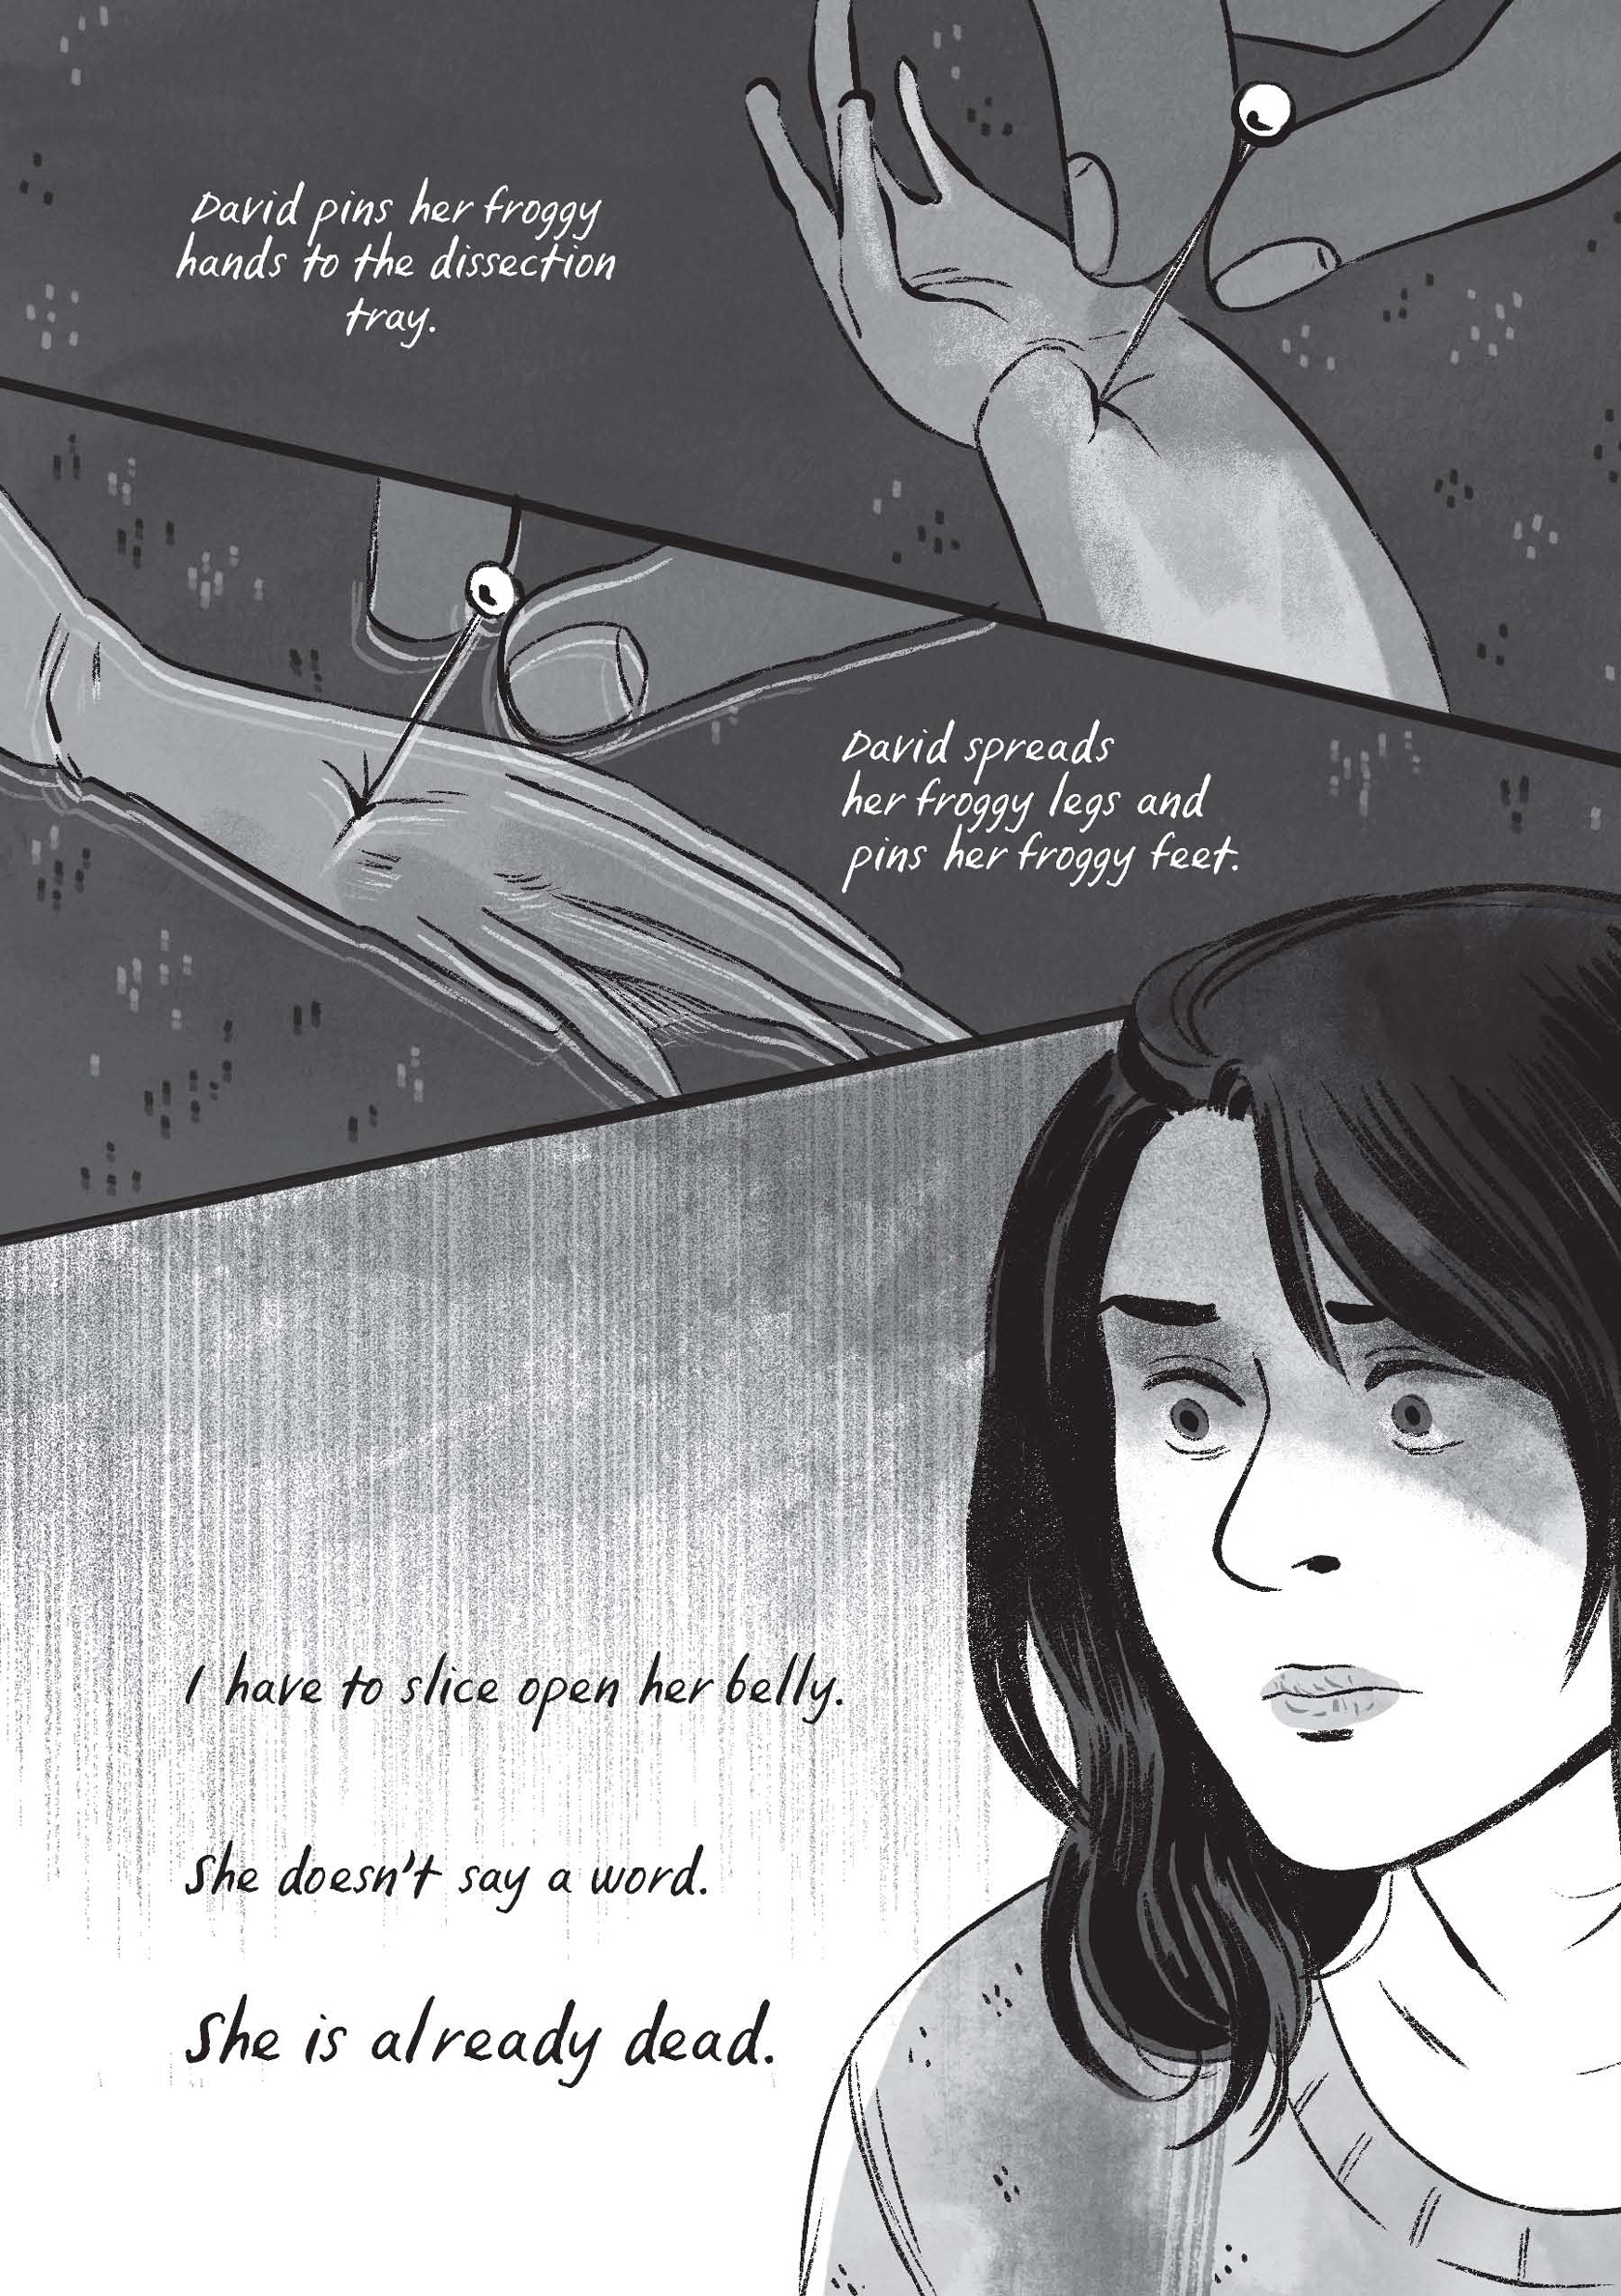 David pins her froggy
hands to the dissection
tray.
David spreads
her froggy legs and
pins her froggy feet.
I have to slice open her belly.
She doesn't say a word.
She is already dead.